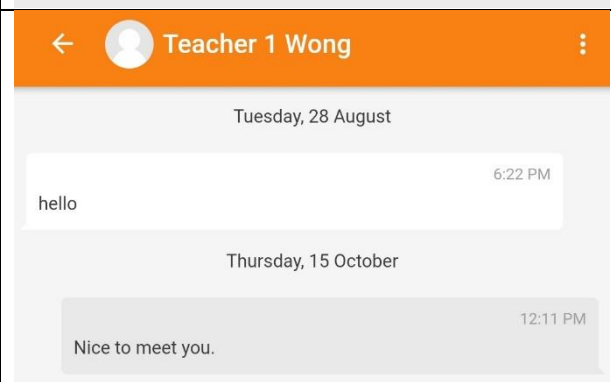 Teacher 1 Wong
Tuesday, 28 August
6:22 PM
hello
Thursday, 15 October
12:11 PM
Nice to meet you.